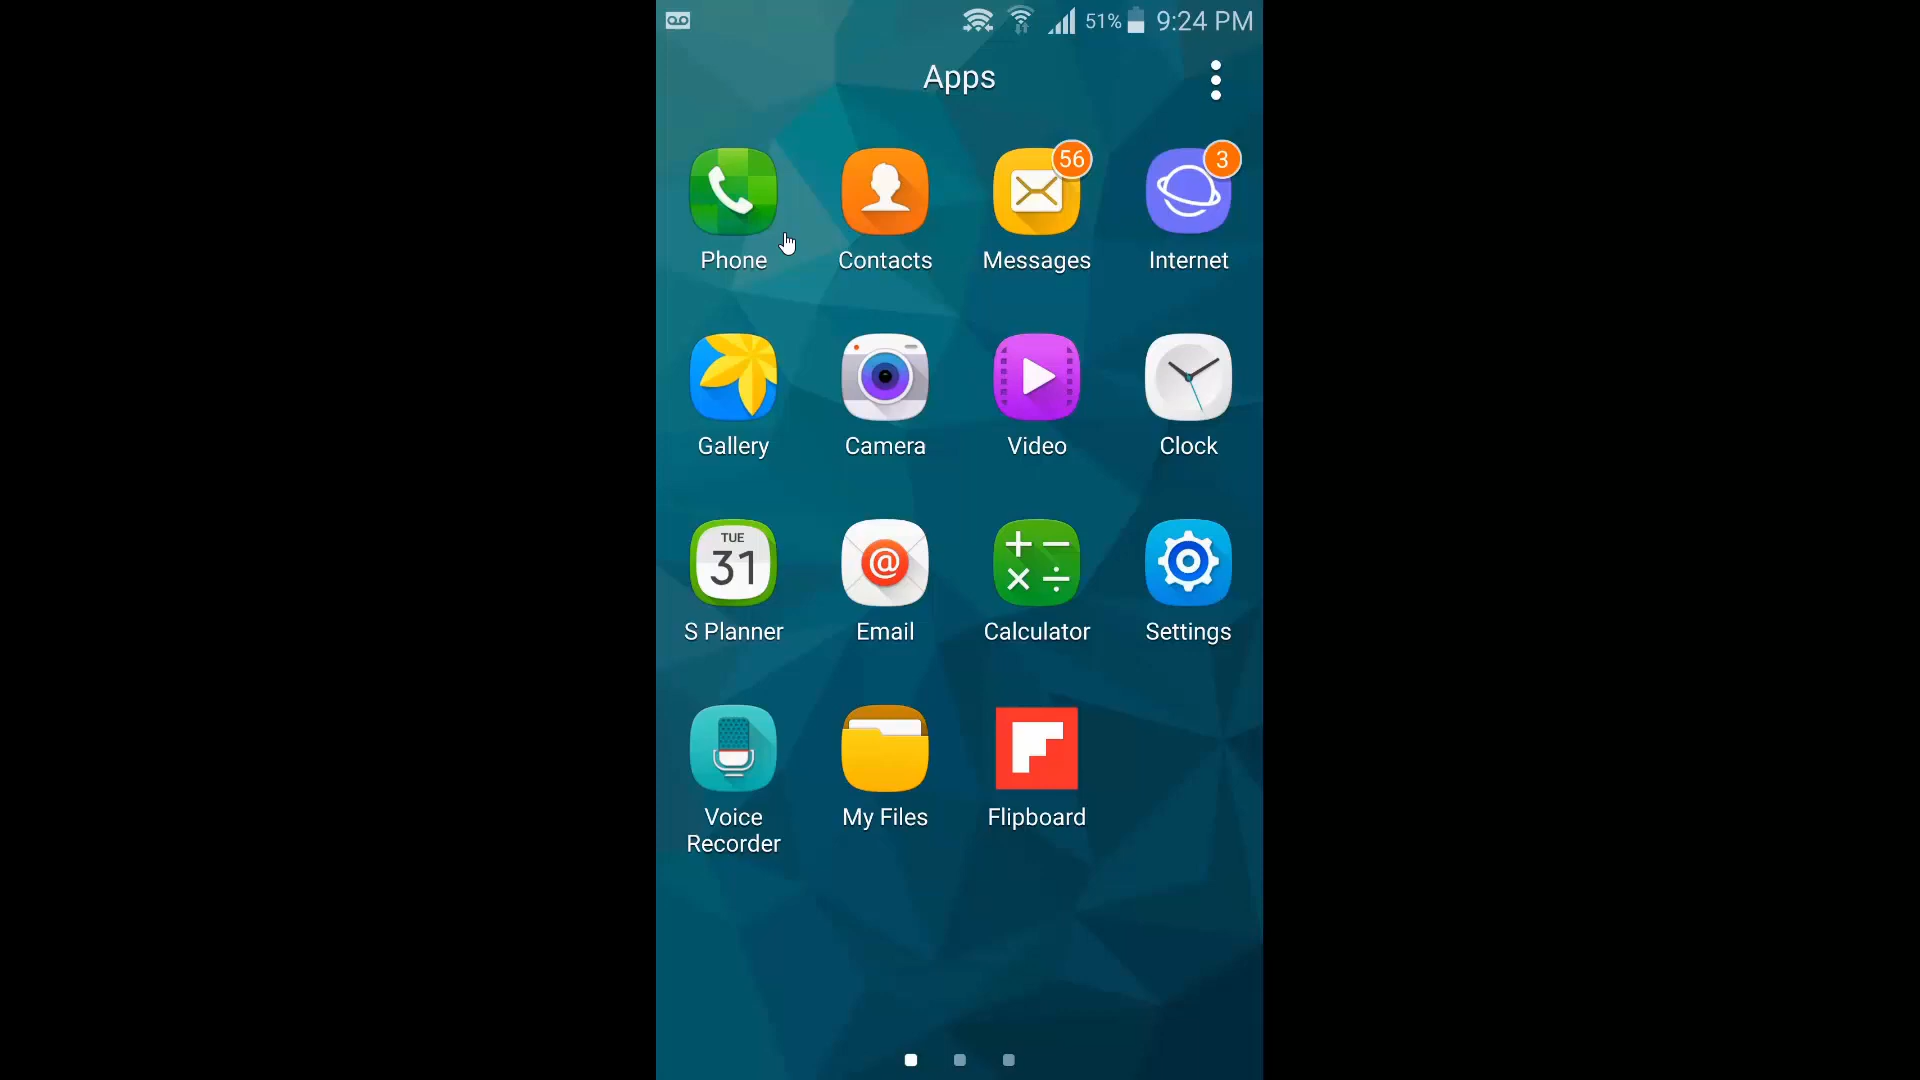 51% 9:24 PM
Apps
56 3
Phone Contacts Messages Internet
Gallery Camera Video Clock
TUE
31 @
S Planner Email Calculator Settings
Voice Recorder My Files Flipboard